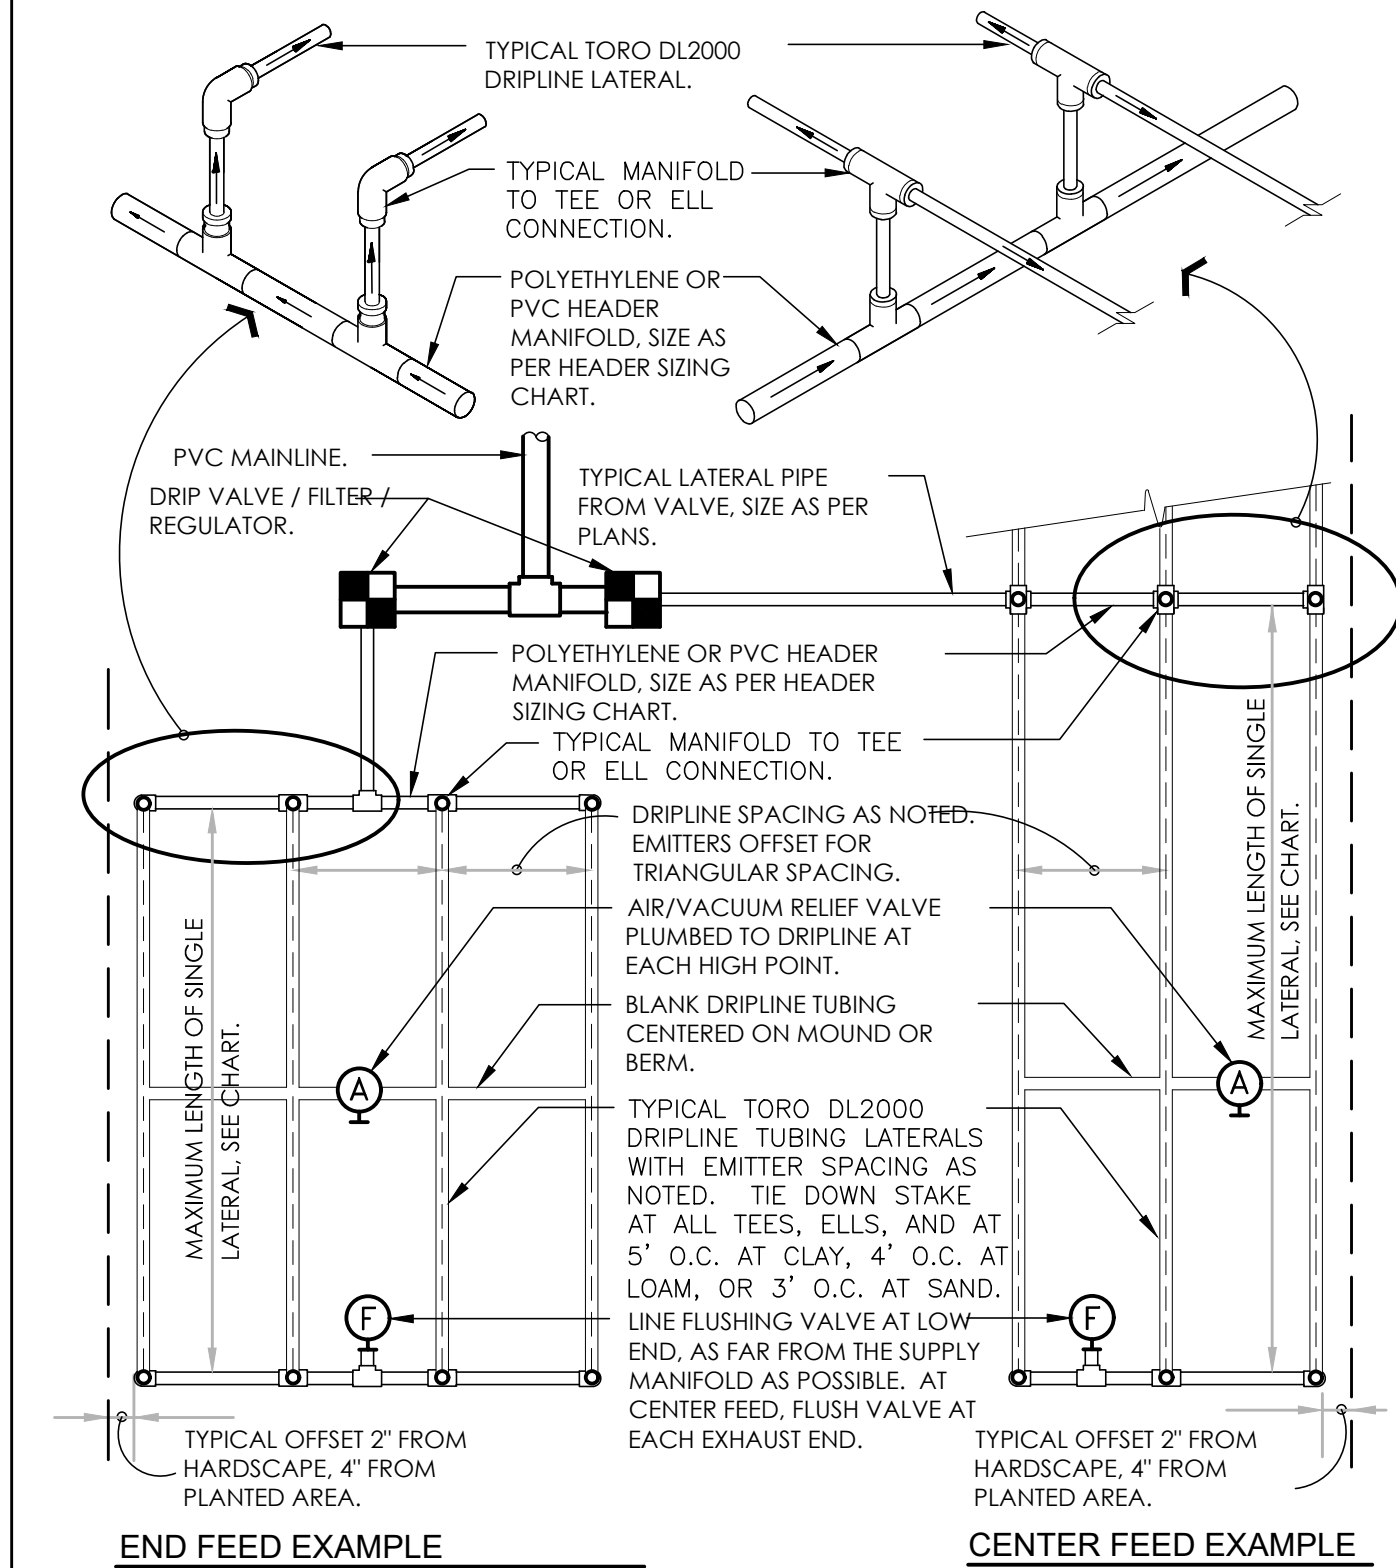 TYPICAL TORO DL2000
DRIPLINE LATERAL.
TYPICAL MANIFOLD
TO TEE OR ELL
CONNECTION.
POLYETHYLENE OR
PVC HEADER
MANIFOLD, SIZE AS
PER HEADER SIZING
CHART.
PVC MAINLINE.
DRIP VALVE / FILTER /
REGULATOR.
TYPICAL LATERAL PIPE
FROM VALVE, SIZE AS PER
PLANS.
POLYETHYLENE OR PVC HEADER
MANIFOLD, SIZE AS PER HEADER
SIZING CHART.
TYPICAL MANIFOLD TO TEE
OR ELL CONNECTION.
DRIPLINE SPACING AS NOTED.
EMITTERS OFFSET FOR
TRIANGULAR SPACING.
AIR/VACUUM RELIEF VALVE
PLUMBED TO DRIPLINE AT
EACH HIGH POINT.
BLANK DRIPLINE TUBING
CENTERED ON MOUND OR
BERM.
TYPICAL TORO DL2000
DRIPLINE TUBING LATERALS
WITH EMITTER SPACING AS
NOTED. TIE DOWN STAKE
AT ALL TEES, ELLS, AND AT
5' O.C. AT CLAY, 4' O.C. AT
LOAM, OR 3' O.C. AT SAND.
LINE FLUSHING VALVE AT LOW
END, AS FAR FROM THE SUPPLY
MANIFOLD AS POSSIBLE. AT
CENTER FEED, FLUSH VALVE AT
EACH EXHAUST END.
MAXIMUM LENGTH OF SINGLE
LATERAL, SEE CHART.
MAXIMUM LENGTH OF SINGLE
LATERAL, SEE CHART.
A
A
F
F
TYPICAL OFFSET 2" FROM
HARDSCAPE, 4" FROM
PLANTED AREA.
TYPICAL OFFSET 2" FROM
HARDSCAPE, 4" FROM
PLANTED AREA.
END FEED EXAMPLE
CENTER FEED EXAMPLE